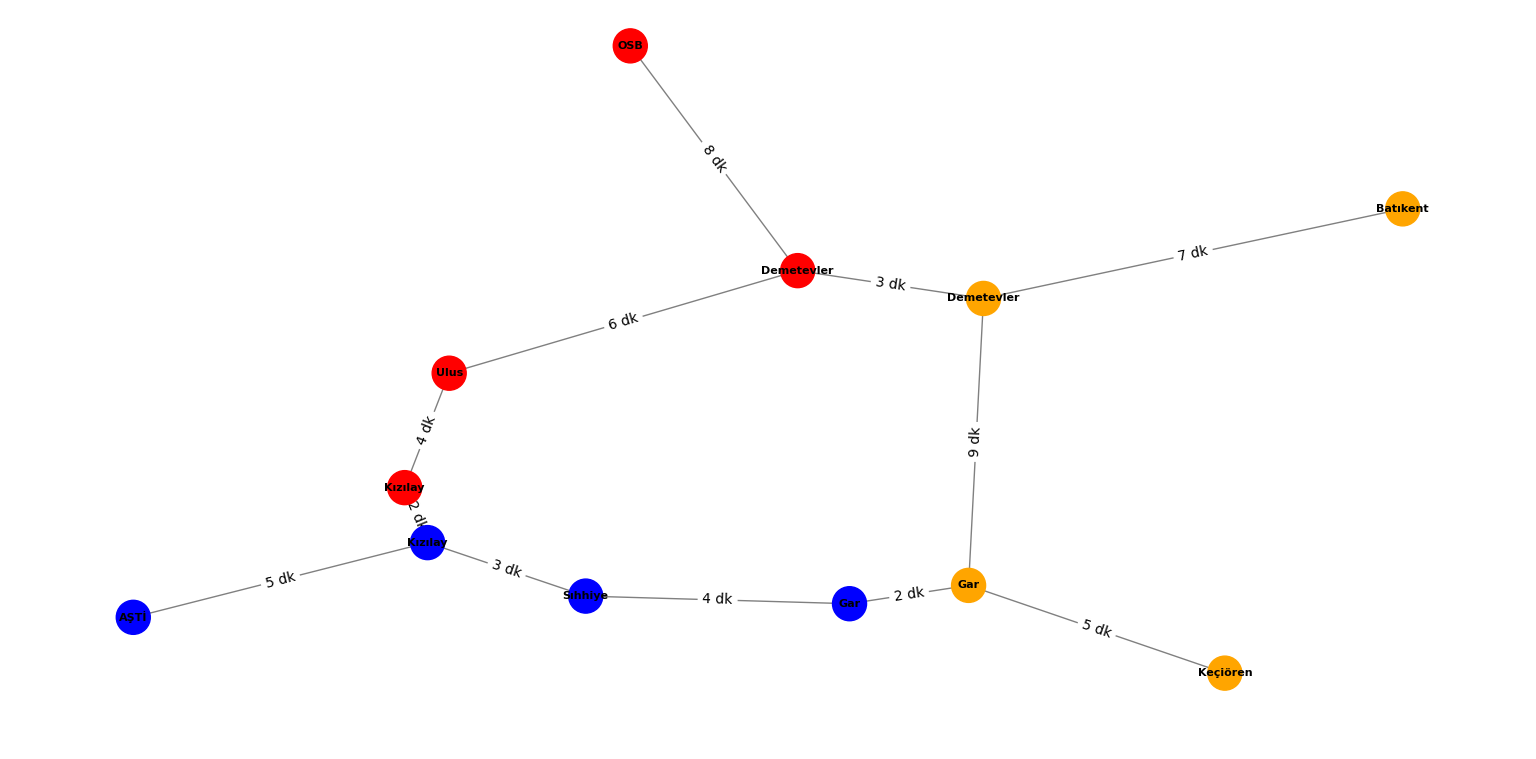 OSB
8 dk
Batıkent
7 dk
Demetevler
3 dk
Demetevler
6 dk
Ulus
4 dk
9 dk
Kızılay
2 dk
Kızılay
3 dk
5 dk
Sıhhiye
4 dk
Gar
2 dk
Gar
AŞTİ
5 dk
Keçiören